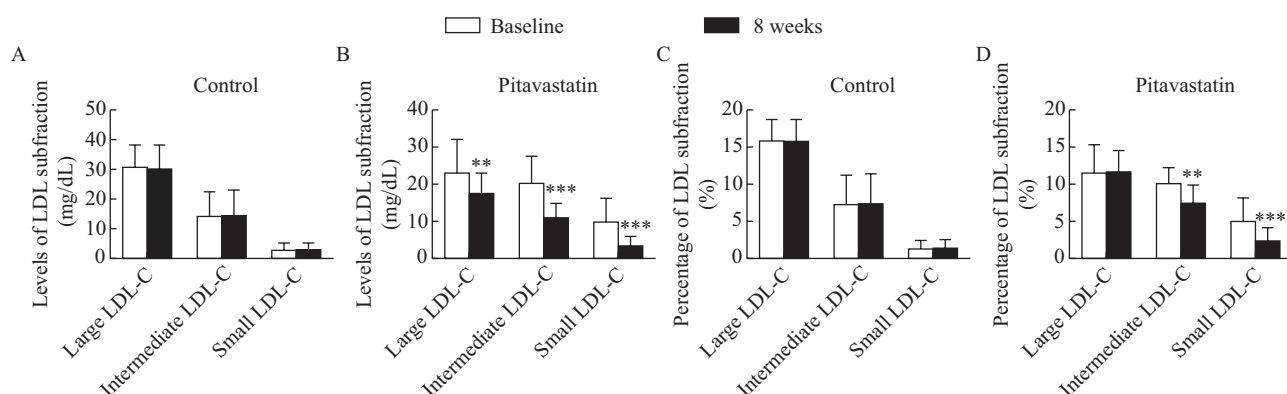 Baseline
8 weeks
A
Control
Levels of LDL subfraction
(mg/dL)
50
40
30
20
10
0
Large LDL-C
Intermediate LDL-C
Small LDL-C
B
Pitavastatin
Levels of LDL subfraction
(mg/dL)
40
30
20
10
0
**
***
***
Large LDL-C
Intermediate LDL-C
Small LDL-C
C
Control
Percentage of LDL subfraction
(%)
20
15
10
5
0
Large LDL-C
Intermediate LDL-C
Small LDL-C
D
Pitavastatin
Percentage of LDL subfraction
(%)
20
15
10
5
0
**
***
Large LDL-C
Intermediate LDL-C
Small LDL-C